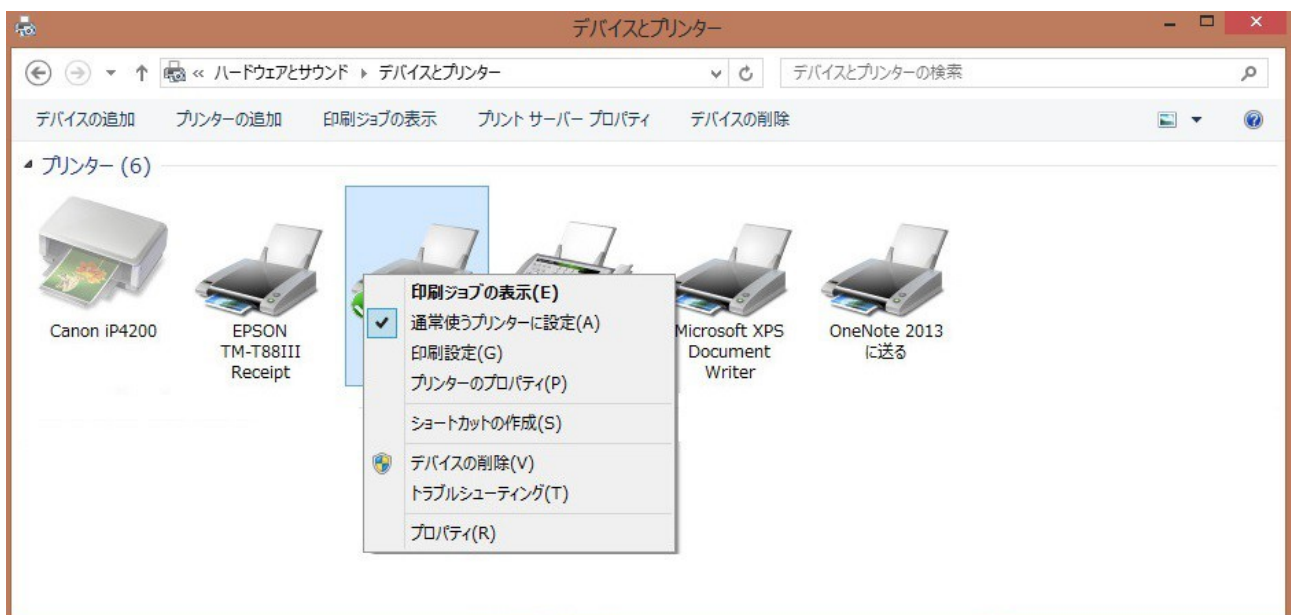 デバイスとプリンター
« ハードウェアとサウンド ▸ デバイスとプリンター
デバイスとプリンターの検索
デバイスの追加 プリンターの追加 印刷ジョブの表示 プリント サーバー プロパティ デバイスの削除
プリンター (6)
Canon iP4200
EPSON
TM-T88III
Receipt
Microsoft XPS
Document
Writer
OneNote 2013
に送る
印刷ジョブの表示(E)
通常使うプリンターに設定(A)
印刷設定(G)
プリンターのプロパティ(P)
ショートカットの作成(S)
デバイスの削除(V)
トラブルシューティング(T)
プロパティ(R)